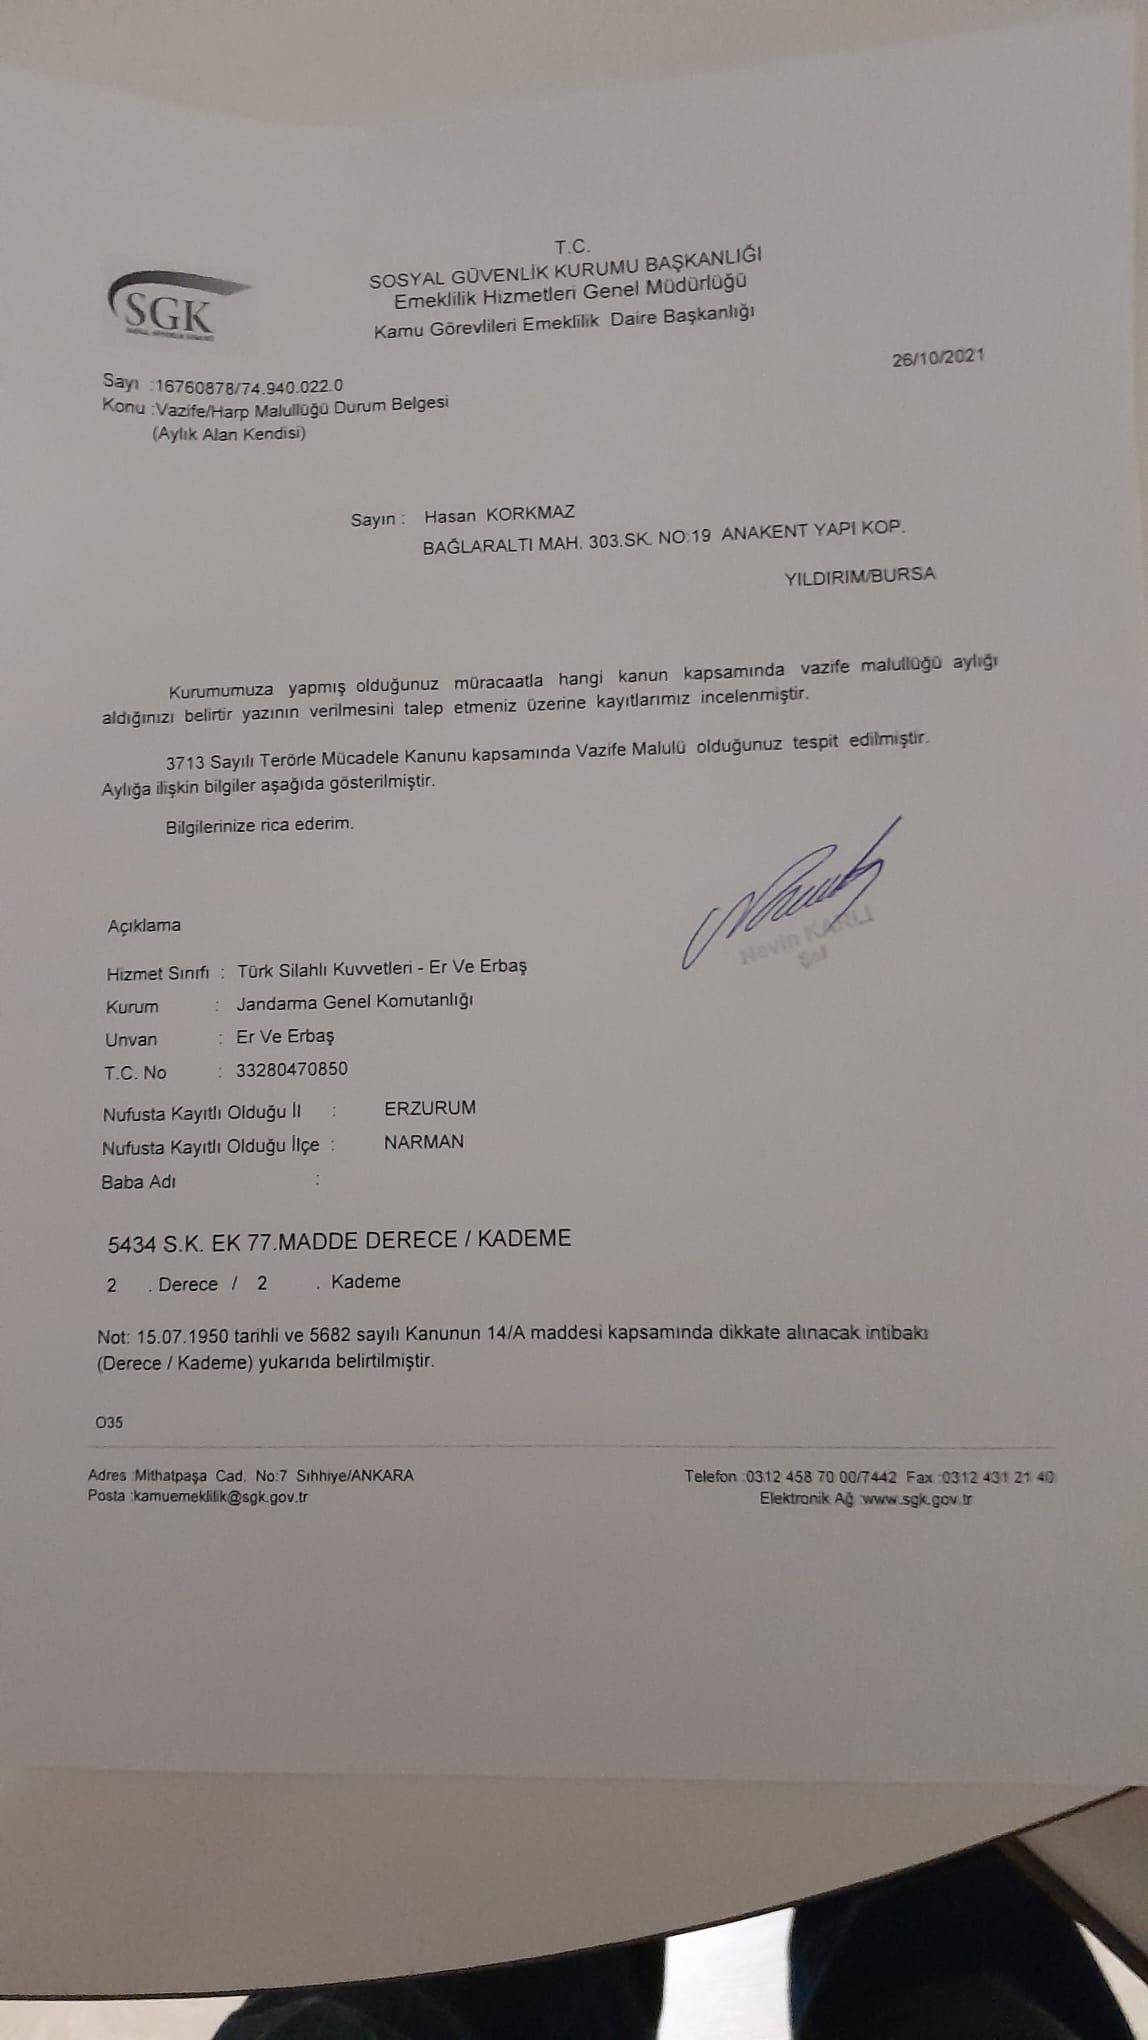 T.C.
SOSYAL GÜVENLİK KURUMU BAŞKANLIĞI
Emeklilik Hizmetleri Genel Müdürlüğü
Kamu Görevlileri Emeklilik Daire Başkanlığı
SGK
26/10/2021
Sayı :16760878/74.940.022.0
Konu :Vazife/Harp Malullüğü Durum Belgesi
(Aylık Alan Kendisi)
Sayın : Hasan KORKMAZ
BAĞLARALTI MAH. 303.SK. NO:19 ANAKENT YAPI KOP.
YILDIRIM/BURSA
Kurumumuza yapmış olduğunuz müracaatla hangi kanun kapsamında vazife malullüğü aylığı
aldığınızı belirtir yazının verilmesini talep etmeniz üzerine kayıtlarımız incelenmiştir.
3713 Sayılı Terörle Mücadele Kanunu kapsamında Vazife Malulü olduğunuz tespit edilmiştir.
Aylığa ilişkin bilgiler aşağıda gösterilmiştir.
Bilgilerinize rica ederim.
Nevin KARLI
Şef
Açıklama
Hizmet Sınıfı : Türk Silahlı Kuvvetleri - Er Ve Erbaş
Kurum : Jandarma Genel Komutanlığı
Unvan : Er Ve Erbaş
T.C. No : 33280470850
Nufusta Kayıtlı Olduğu İl : ERZURUM
Nufusta Kayıtlı Olduğu İlçe : NARMAN
Baba Adı :
5434 S.K. EK 77.MADDE DERECE / KADEME
2 . Derece / 2 . Kademe
Not: 15.07.1950 tarihli ve 5682 sayılı Kanunun 14/A maddesi kapsamında dikkate alınacak intibakı
(Derece / Kademe) yukarıda belirtilmiştir.
O35
Adres :Mithatpaşa Cad. No:7 Sıhhiye/ANKARA
Posta :kamuemeklilik@sgk.gov.tr
Telefon :0312 458 70 00/7442 Fax :0312 431 21 40
Elektronik Ağ :www.sgk.gov.tr